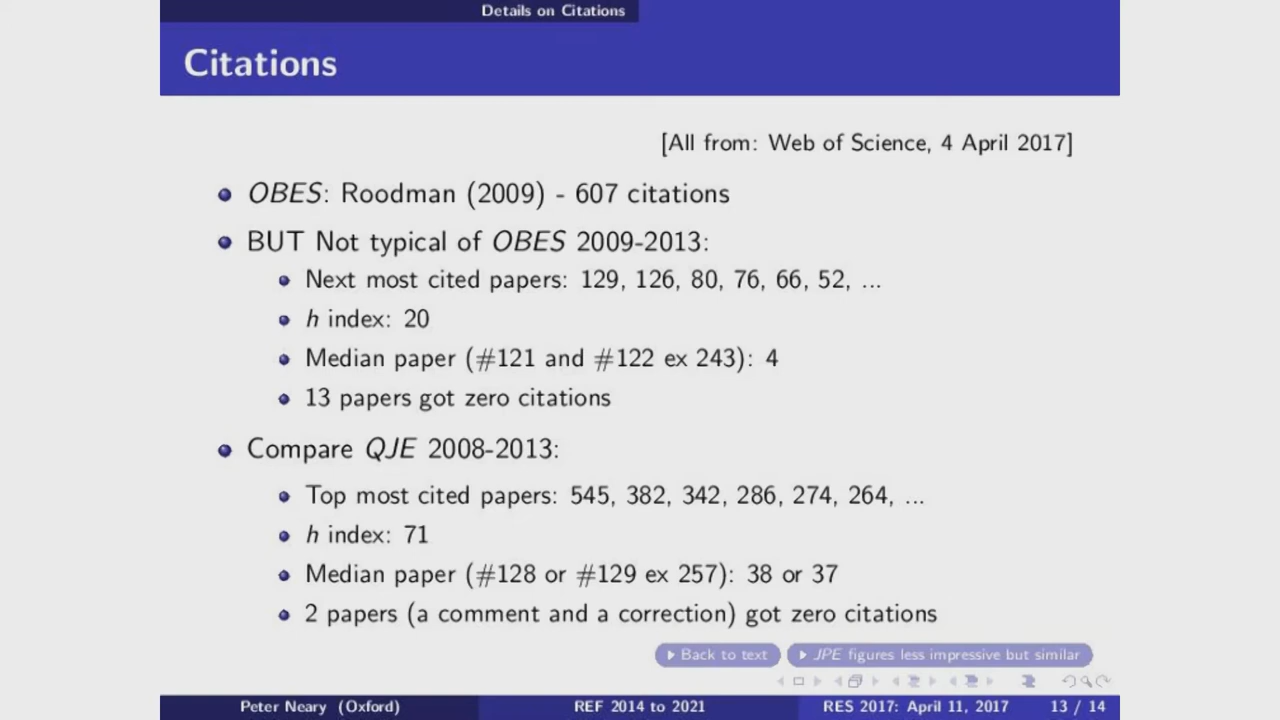 Details on Citations
Citations
[All from: Web of Science, 4 April 2017]
OBES: Roodman (2009) - 607 citations
BUT Not typical of OBES 2009-2013:
Next most cited papers: 129, 126, 80, 76, 66, 52, ...
h index: 20
Median paper (#121 and #122 ex 243): 4
13 papers got zero citations
Compare QJE 2008-2013:
Top most cited papers: 545, 382, 342, 286, 274, 264, ...
h index: 71
Median paper (#128 or #129 ex 257): 38 or 37
2 papers (a comment and a correction) got zero citations
Back to text JPE figures less impressive but similar
Peter Neary (Oxford) REF 2014 to 2021 RES 2017: April 11, 2017 13 / 14